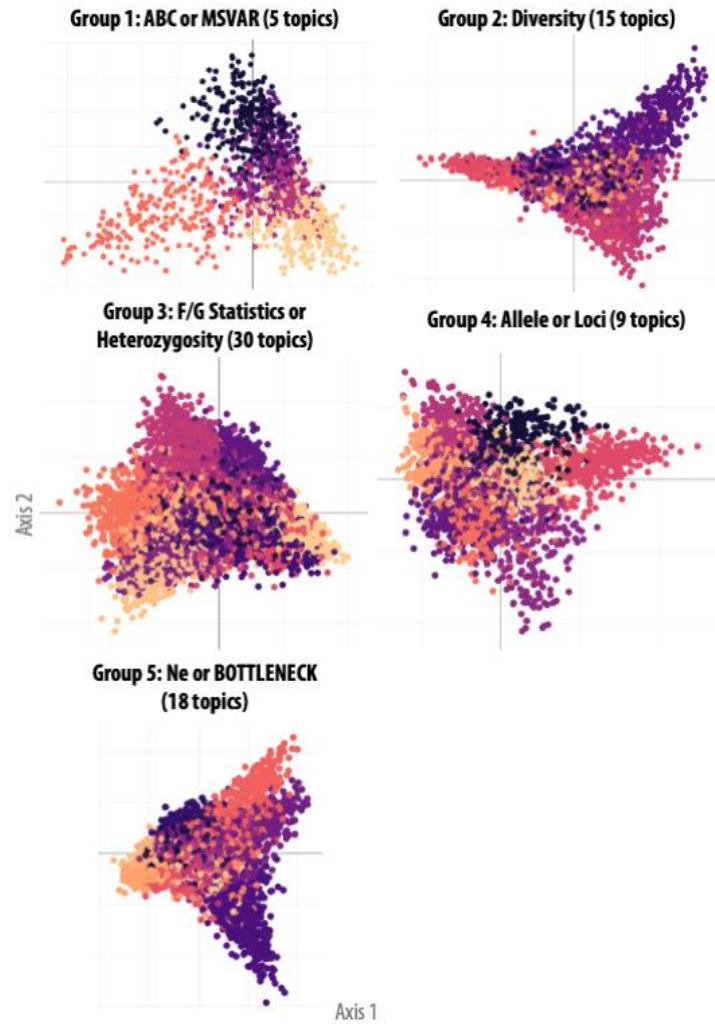 Group 1: ABC or MSVAR (5 topics)
Group 2: Diversity (15 topics)
Group 3: F/G Statistics or
Heterozygosity (30 topics)
Group 4: Allele or Loci (9 topics)
Axis 2
Group 5: Ne or BOTTLENECK
(18 topics)
Axis 1